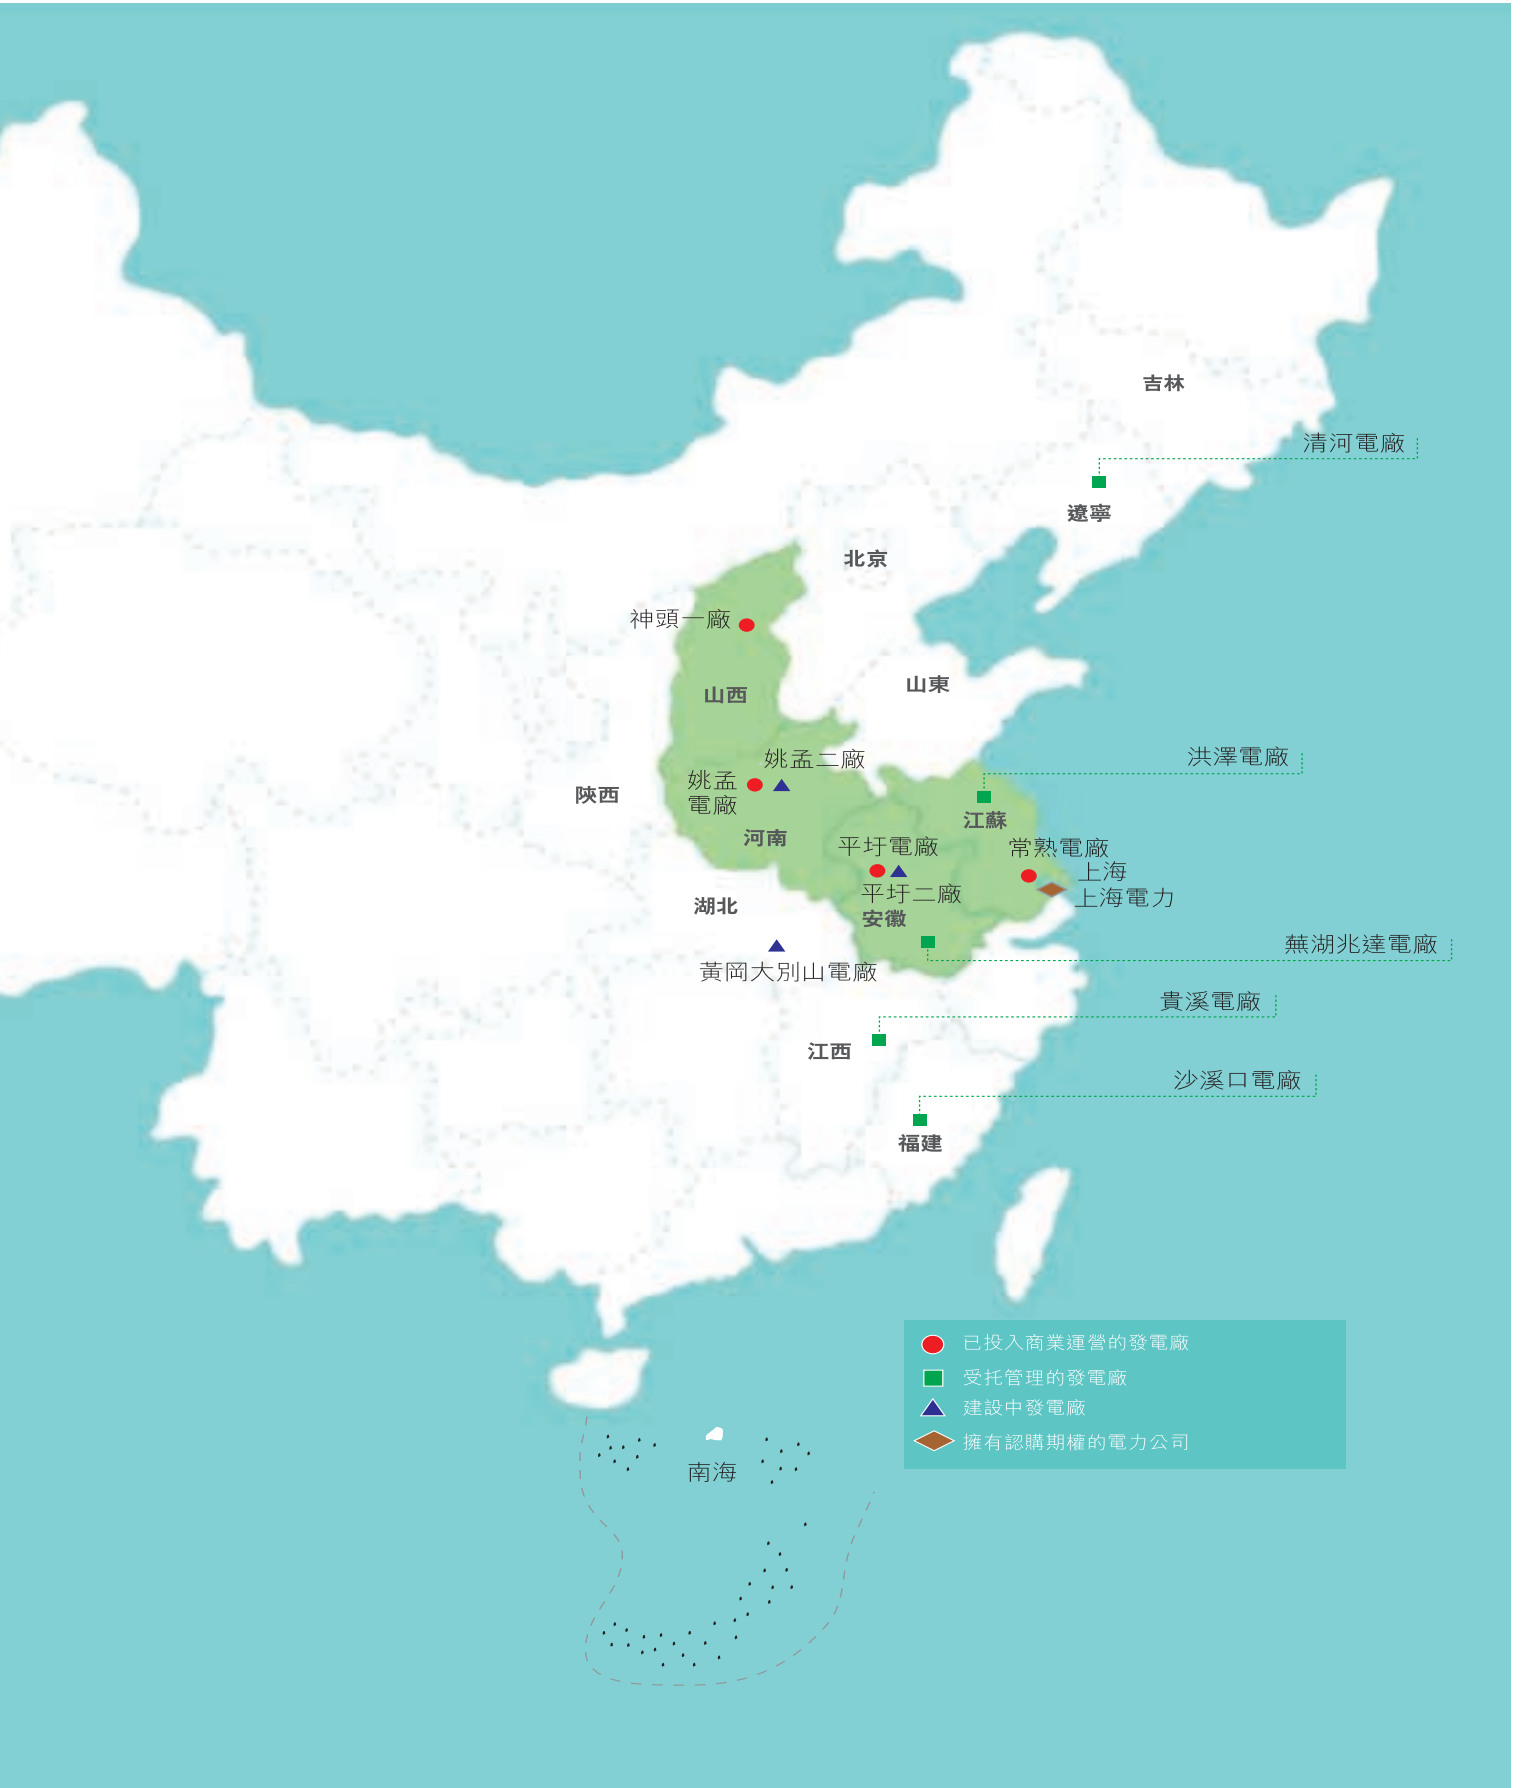 吉林
清河電廠
遼寧
北京
神頭一廠
山東
山西
姚孟二廠
洪澤電廠
姚孟
電廠
陝西
江蘇
河南
平圩電廠
常熟電廠
上海
平圩二廠
上海電力
湖北
安徽
蕪湖兆達電廠
黃岡大別山電廠
貴溪電廠
江西
沙溪口電廠
福建
已投入商業運營的發電廠
受托管理的發電廠
建設中發電廠
擁有認購期權的電力公司
南海